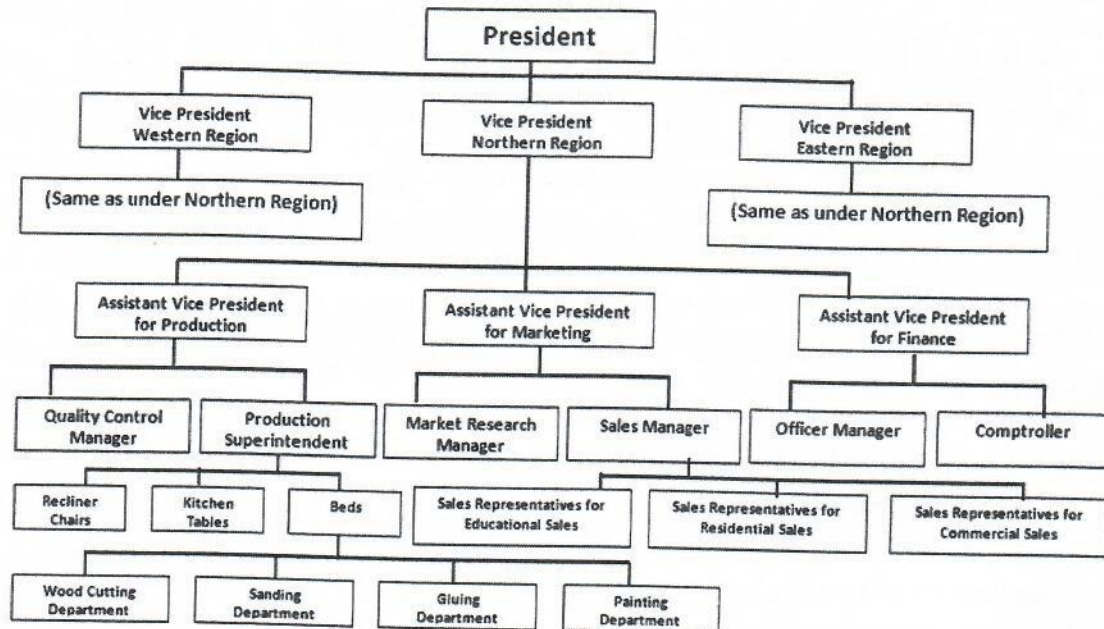 President
Vice President
Western Region
Vice President
Northern Region
Vice President
Eastern Region
(Same as under Northern Region)
(Same as under Northern Region)
Assistant Vice President
for Production
Assistant Vice President
for Marketing
Assistant Vice President
for Finance
Quality Control
Manager
Production
Superintendent
Market Research
Manager
Sales Manager
Officer Manager
Comptroller
Recliner
Chairs
Kitchen
Tables
Beds
Sales Representatives for
Educational Sales
Sales Representatives for
Residential Sales
Sales Representatives for
Commercial Sales
Wood Cutting
Department
Sanding
Department
Gluing
Department
Painting
Department